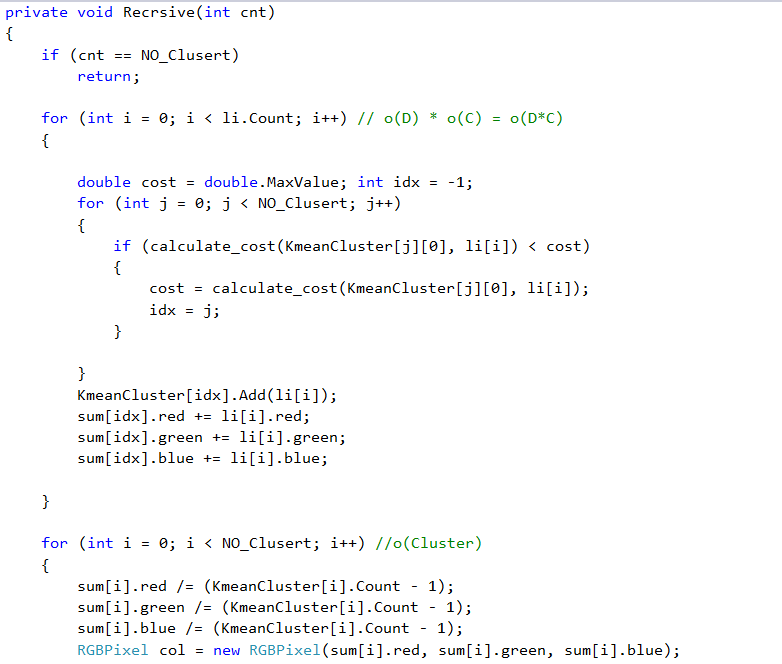 private void Recrsive(int cnt)
{
if (cnt == NO_Clusert)
return;
for (int i = 0; i < li.Count; i++) // o(D) * o(C) = o(D*C)
{
double cost = double.MaxValue; int idx = -1;
for (int j = 0; j < NO_Clusert; j++)
{
if (calculate_cost(KmeanCluster[j][0], li[i]) < cost)
{
cost = calculate_cost(KmeanCluster[j][0], li[i]);
idx = j;
}
}
KmeanCluster[idx].Add(li[i]);
sum[idx].red += li[i].red;
sum[idx].green += li[i].green;
sum[idx].blue += li[i].blue;
}
for (int i = 0; i < NO_Clusert; i++) //o(Cluster)
{
sum[i].red /= (KmeanCluster[i].Count - 1);
sum[i].green /= (KmeanCluster[i].Count - 1);
sum[i].blue /= (KmeanCluster[i].Count - 1);
RGBPixel col = new RGBPixel(sum[i].red, sum[i].green, sum[i].blue);